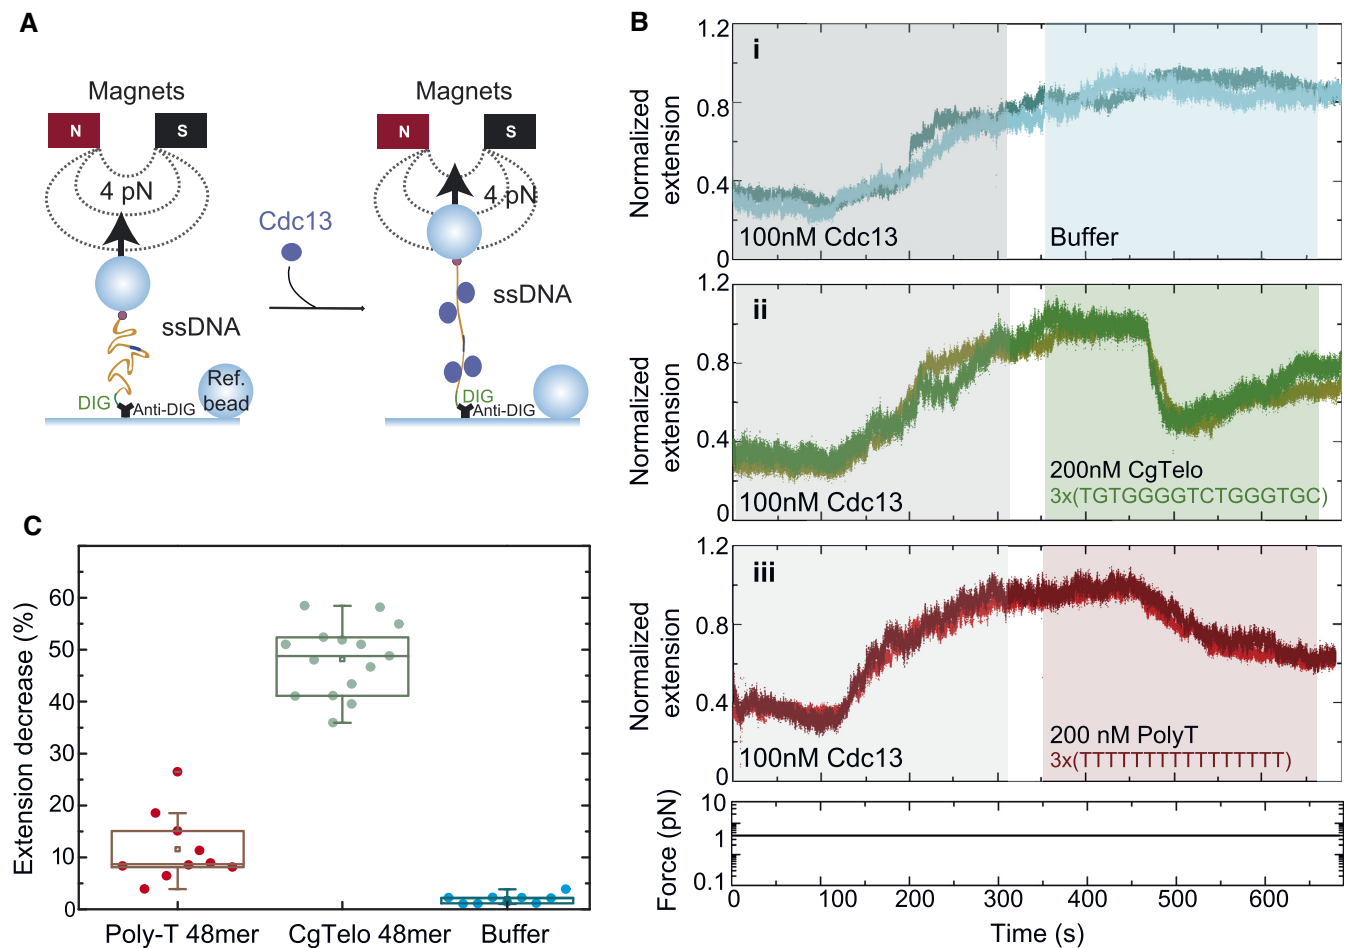 A
Magnets
N
S
4 pN
Cdc13
ssDNA
DIG
Anti-DIG
Ref.
bead
Magnets
N
S
4 pN
ssDNA
DIG
Anti-DIG
B
Normalized
extension
1.2
0.8
0.4
0
i
100nM Cdc13
Buffer
Normalized
extension
1.2
0.8
0.4
0
ii
100nM Cdc13
200nM CgTelo
3x(TGTGGGGTCTGGGTGC)
Normalized
extension
1.2
0.8
0.4
0
iii
100nM Cdc13
200 nM PolyT
3x(TTTTTTTTTTTTTTTT)
Force (pN)
10
1
0.1
0 100 200 300 400 500 600
Time (s)
C
Extension decrease (%)
60
50
40
30
20
10
0
Poly-T 48mer
CgTelo 48mer
Buffer